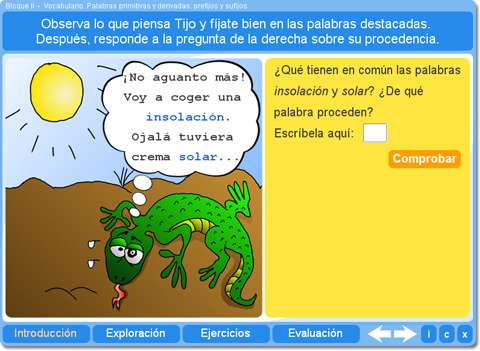 Bloque II - Vocabulario. Palabras primitivas y derivadas: prefijos y sufijos.
Observa lo que piensa Tijo y fijate bien en las palabras destacadas.
Después, responde a la pregunta de la derecha sobre su procedencia.
¡No aguanto más!
Voy a coger una
insolación.
Ojalá tuviera
crema solar...
¿Qué tienen en común las palabras
insolación y solar? ¿De qué
palabra proceden?
Escríbela aquí:
Comprobar
Introducción Exploración Ejercicios Evaluación i c x